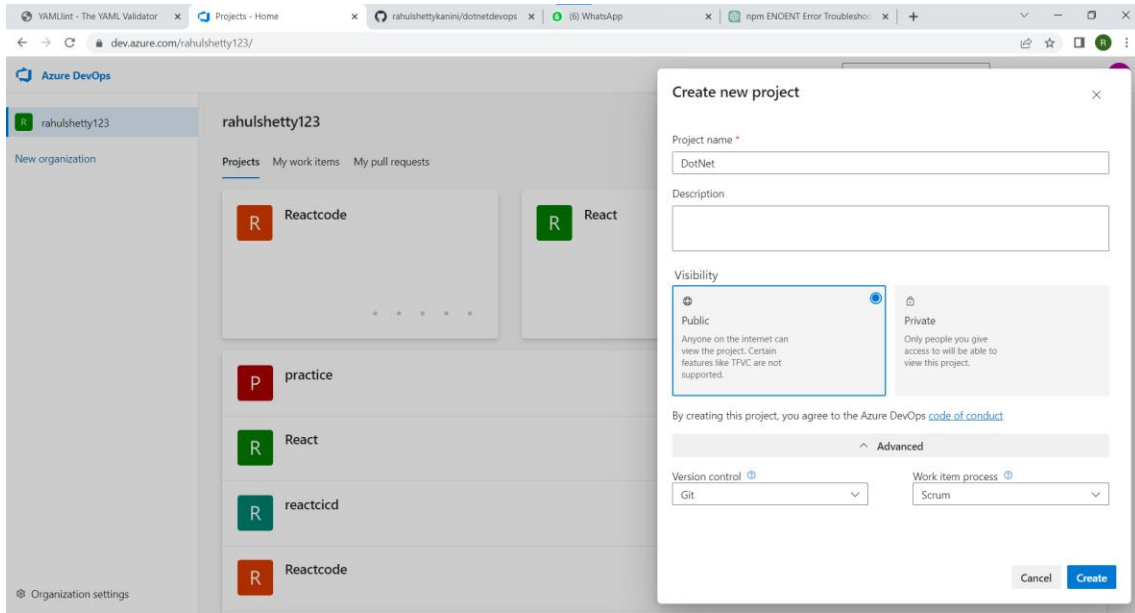 YAMLlint - The YAML Validator
Projects - Home
rahulshettykanini/dotnetdevops
(6) WhatsApp
npm ENOENT Error Troubleshoo
dev.azure.com/rahulshetty123/
R
Azure DevOps
R rahulshetty123
New organization
Organization settings
rahulshetty123
Projects My work items My pull requests
R Reactcode
R React
P practice
R React
R reactcicd
R Reactcode
Create new project
Project name *
DotNet
Description
Visibility
Public
Anyone on the internet can
view the project. Certain
features like TFVC are not
supported.
Private
Only people you give
access to will be able to
view this project.
By creating this project, you agree to the Azure DevOps code of conduct
Advanced
Version control
Git
Work item process
Scrum
Cancel Create